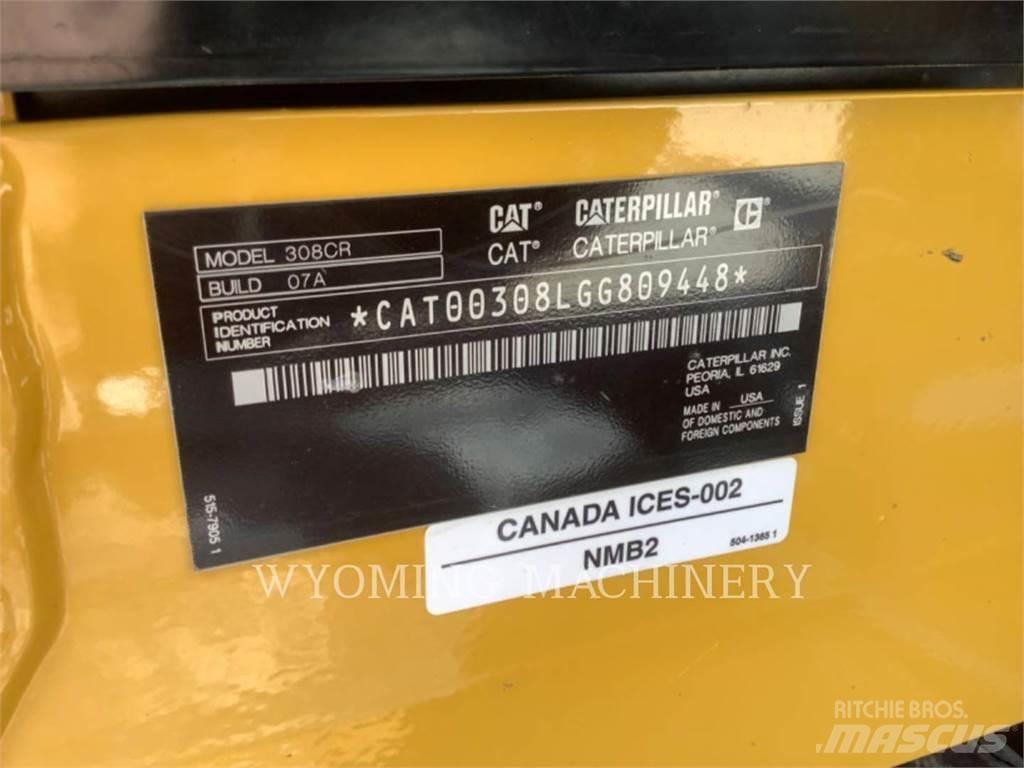 CAT® CATERPILLAR® C®
CAT® CATERPILLAR®
MODEL 308CR
BUILD 07A
PRODUCT
IDENTIFICATION
NUMBER
*CAT00308LGG809448*
CATERPILLAR INC.
PEORIA, IL 61629
USA
MADE IN USA
OF DOMESTIC AND
FOREIGN COMPONENTS
ISSUE 1
515-7905 1
CANADA ICES-002
NMB2
504-1365 1
WYOMING MACHINERY
RITCHIE BROS.
MASCUS